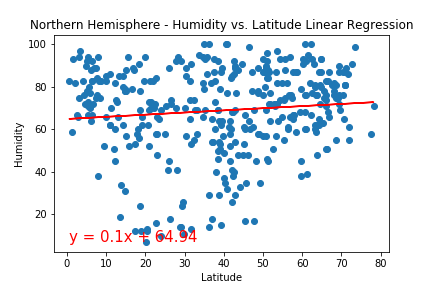 Northern Hemisphere - Humidity vs. Latitude Linear Regression
100
80
60
40
20
Humidity
y = 0.1x + 64.94
0 10 20 30 40 50 60 70 80
Latitude